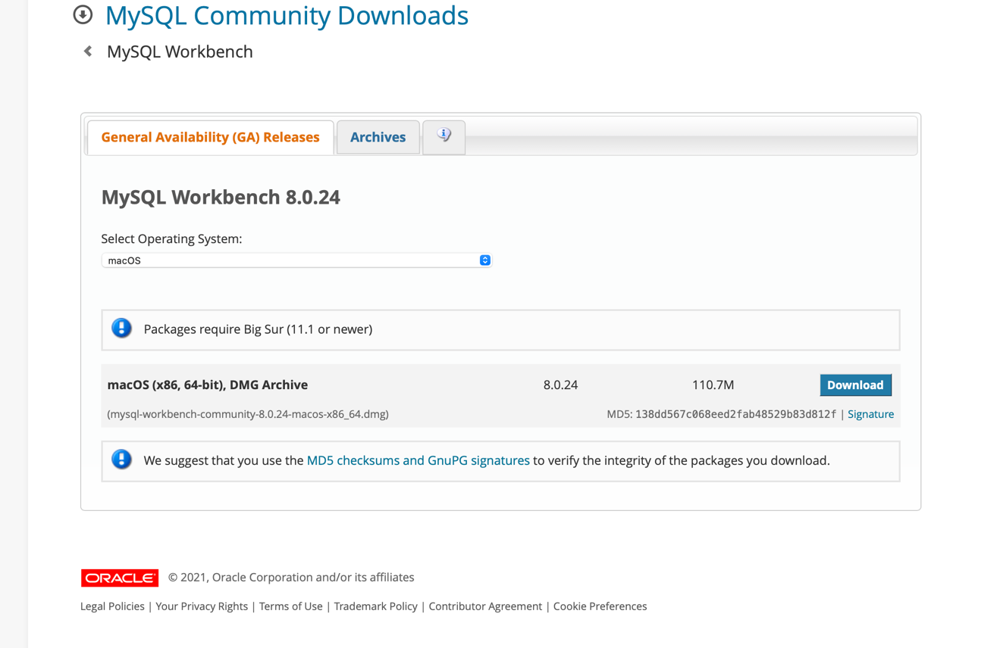 MySQL Community Downloads
MySQL Workbench
General Availability (GA) Releases Archives
MySQL Workbench 8.0.24
Select Operating System:
macOS
Packages require Big Sur (11.1 or newer)
macOS (x86, 64-bit), DMG Archive 8.0.24 110.7M Download
(mysql-workbench-community-8.0.24-macos-x86_64.dmg) MD5: 138dd567c068eed2fab48529b83d812f | Signature
We suggest that you use the MD5 checksums and GnuPG signatures to verify the integrity of the packages you download.
ORACLE © 2021, Oracle Corporation and/or its affiliates
Legal Policies | Your Privacy Rights | Terms of Use | Trademark Policy | Contributor Agreement | Cookie Preferences